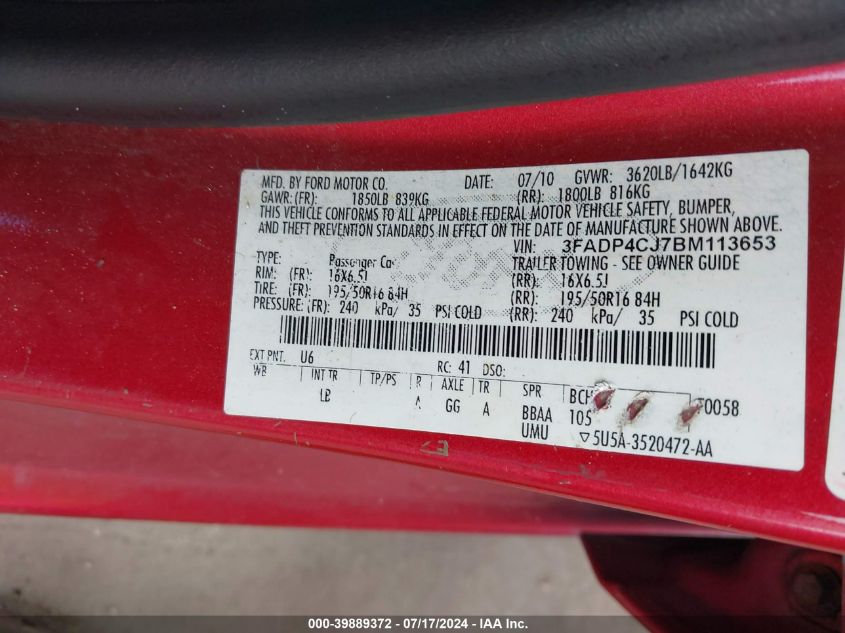 MFD. BY FORD MOTOR CO. DATE: 07/10 GVWR: 3620LB/1642KG
GAWR:(FR): 1850LB 839KG (RR): 1800LB 816KG
THIS VEHICLE CONFORMS TO ALL APPLICABLE FEDERAL MOTOR VEHICLE SAFETY, BUMPER,
AND THEFT PREVENTION STANDARDS IN EFFECT ON THE DATE OF MANUFACTURE SHOWN ABOVE.
VIN: 3FADP4CJ7BM113653
TYPE: Passenger Car TRAILER TOWING - SEE OWNER GUIDE
RIM: (FR): 16X6.5J (RR): 16X6.5J
TIRE: (FR): 195/50R16 84H (RR): 195/50R16 84H
PRESSURE: (FR): 240 kPa/ 35 PSI COLD (RR): 240 kPa/ 35 PSI COLD
EXT PNT: U6 RC: 41 DSO:
WB INT TR TP/PS R AXLE TR SPR
LB A GG A BBAA 105
UMU
▽5U5A-3520472-AA
000-39889372 / 07/17/2024 / IAAI.COM.